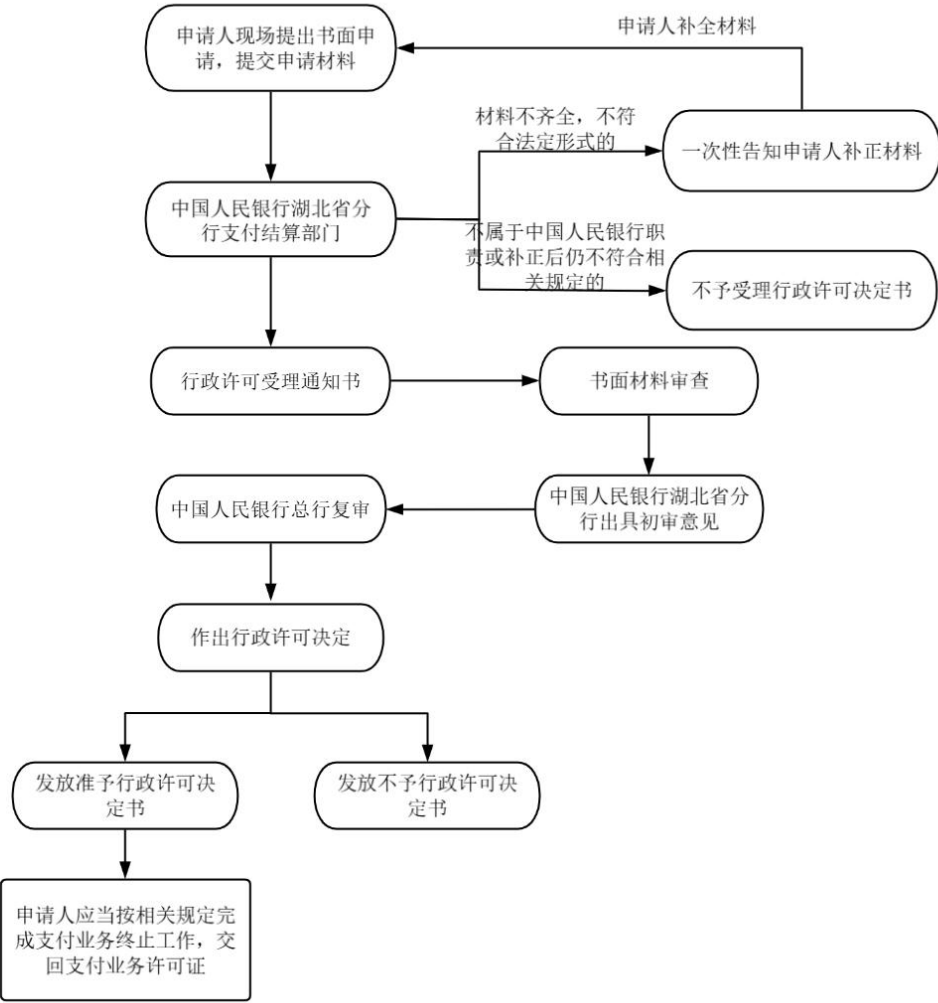 申请人现场提出书面申
请，提交申请材料
申请人补全材料
材料不齐全，不符
合法定形式的
一次性告知申请人补正材料
中国人民银行湖北省分
行支付结算部门
不属于中国人民银行职
责或补正后仍不符合相
关规定的
不予受理行政许可决定书
行政许可受理通知书
书面材料审查
中国人民银行总行复审
中国人民银行湖北省分
行出具初审意见
作出行政许可决定
发放准予行政许可决
定书
发放不予行政许可决
定书
申请人应当按相关规定完
成支付业务终止工作，交
回支付业务许可证